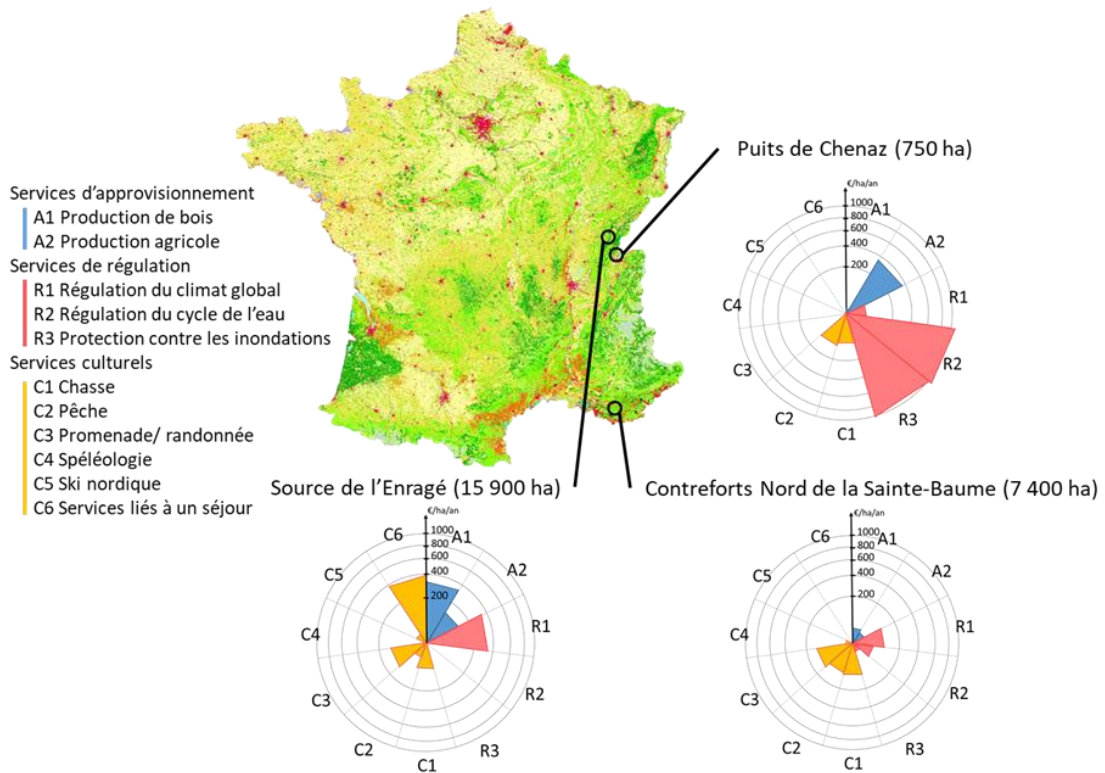 Puits de Chenaz (750 ha)
Services d'approvisionnement
A1 Production de bois
A2 Production agricole
Services de régulation
R1 Régulation du climat global
R2 Régulation du cycle de l'eau
R3 Protection contre les inondations
Services culturels
C1 Chasse
C2 Pêche
C3 Promenade/ randonnée
C4 Spéléologie
C5 Ski nordique
C6 Services liés à un séjour
€/ha/an
1000
800
600
400
200
A1
A2
R1
R2
R3
C1
C2
C3
C4
C5
C6
Source de l'Enragé (15 900 ha)
€/ha/an
1000
800
600
400
200
A1
A2
R1
R2
R3
C1
C2
C3
C4
C5
C6
Contreforts Nord de la Sainte-Baume (7 400 ha)
€/ha/an
1000
800
600
400
200
A1
A2
R1
R2
R3
C1
C2
C3
C4
C5
C6